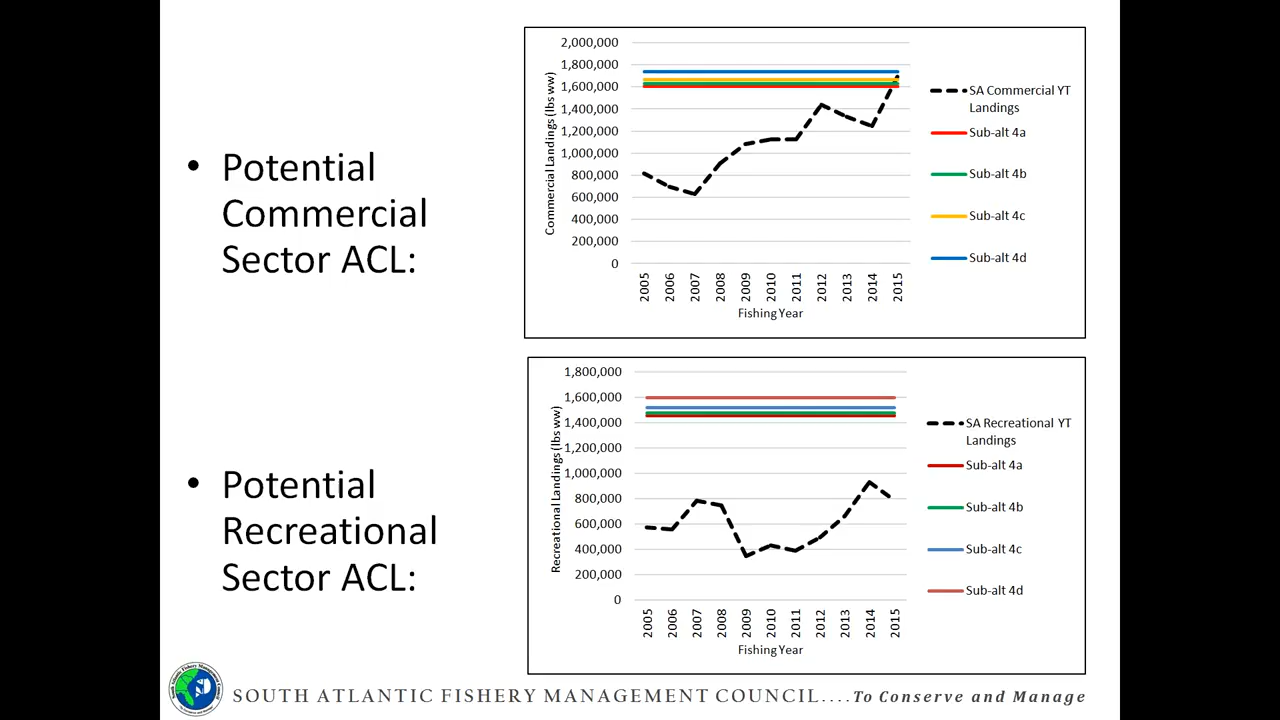 • Potential
Commercial
Sector ACL:
Commercial Landings (lbs ww)
2,000,000
1,800,000
1,600,000
1,400,000
1,200,000
1,000,000
800,000
600,000
400,000
200,000
0
2005 2006 2007 2008 2009 2010 2011 2012 2013 2014 2015
Fishing Year
SA Commercial YT
Landings
Sub-alt 4a
Sub-alt 4b
Sub-alt 4c
Sub-alt 4d
• Potential
Recreational
Sector ACL:
Recreational Landings (lbs ww)
1,800,000
1,600,000
1,400,000
1,200,000
1,000,000
800,000
600,000
400,000
200,000
0
2005 2006 2007 2008 2009 2010 2011 2012 2013 2014 2015
Fishing Year
SA Recreational YT
Landings
Sub-alt 4a
Sub-alt 4b
Sub-alt 4c
Sub-alt 4d
South Atlantic Fishery Management Council
SOUTH ATLANTIC FISHERY MANAGEMENT COUNCIL....To Conserve and Manage